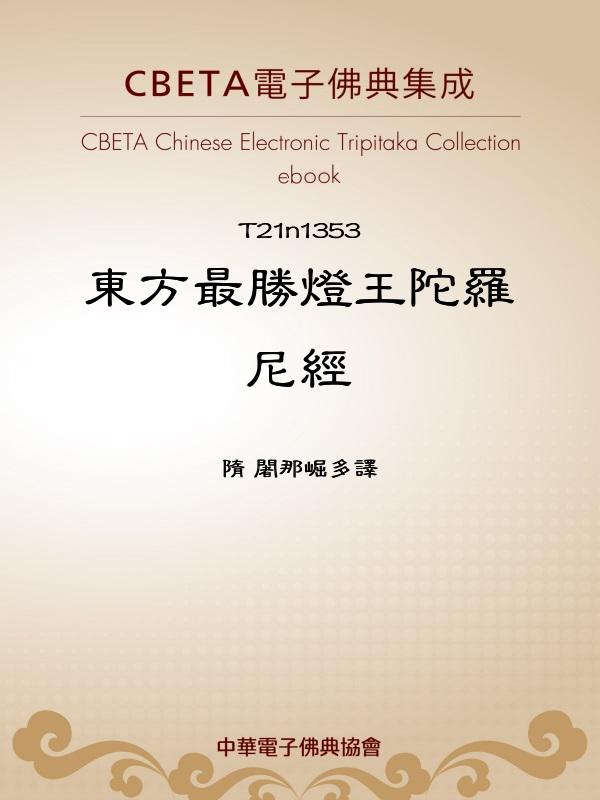 CBETA電子佛典集成
CBETA Chinese Electronic Tripitaka Collection
ebook
T21n1353
東方最勝燈王陀羅
尼經
隋 闍那崛多譯
中華電子佛典協會